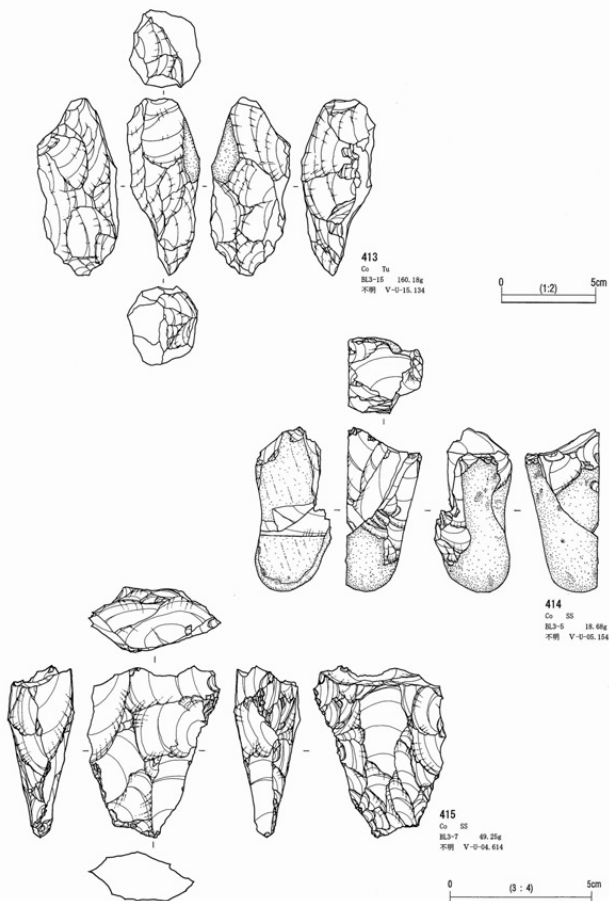 413
Co Tu
BL3-15 160.18g
不明 V-U-15.134
0 (1:2) 5cm
414
Co SS
BL3-5 18.68g
不明 V-U-05.154
415
Co SS
BL3-7 49.25g
不明 V-U-04.614
0 (3:4) 5cm